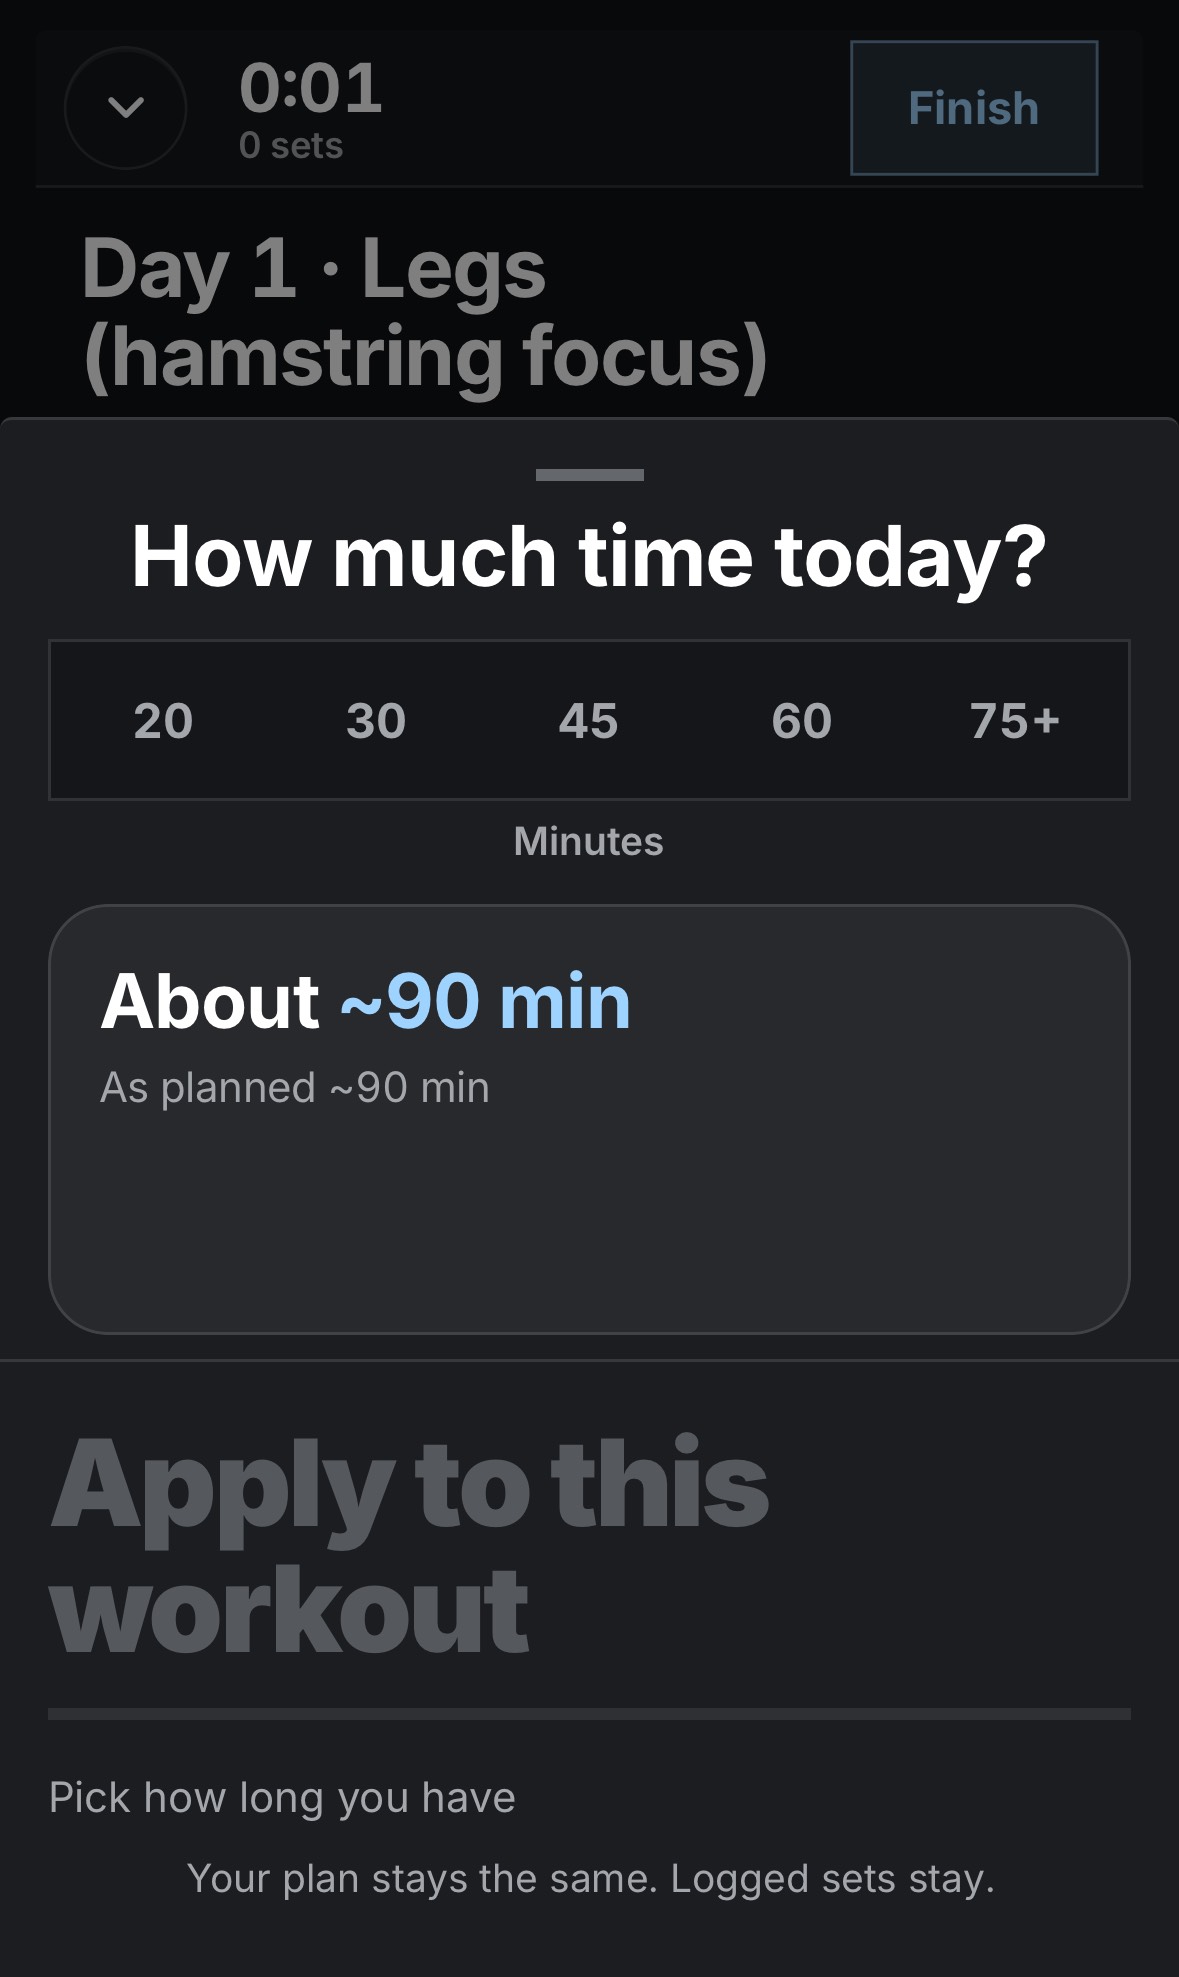 0:01
0 sets
Finish
Day 1 · Legs
(hamstring focus)
How much time today?
20 30 45 60 75+
Minutes
About ~90 min
As planned ~90 min
Apply to this
workout
Pick how long you have
Your plan stays the same. Logged sets stay.